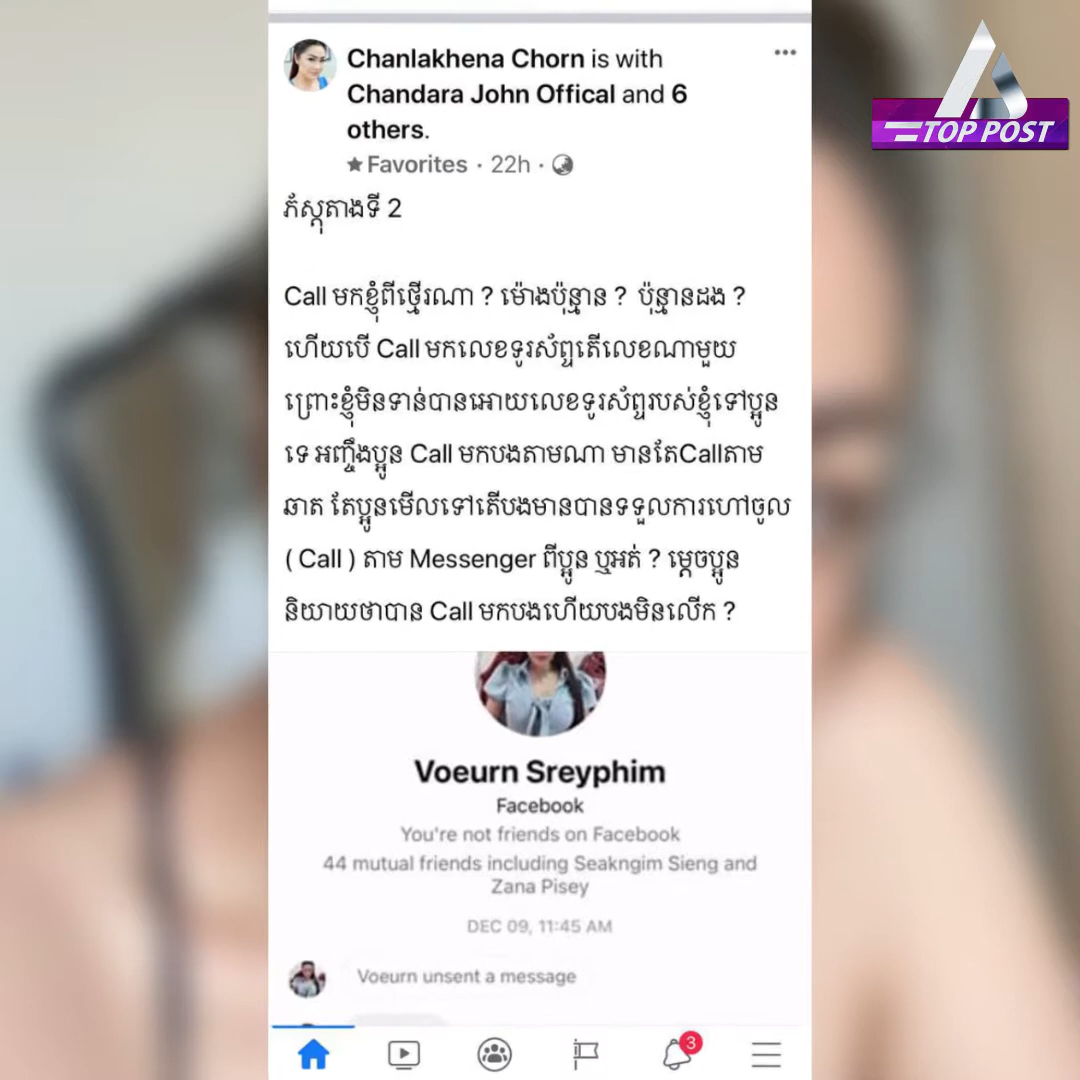 Chanlakhena Chorn is with
Chandara John Offical and 6
others.
Favorites · 22h ·
TOP POST
ភ័ស្តុតាងទី 2
Call មកខ្ញុំពីថ្មើរណា ? ម៉ោងប៉ុន្មាន ? ប៉ុន្មានដង ?
ហើយបើ Call មកលេខទូរស័ព្ទតើលេខណាមួយ
ព្រោះខ្ញុំមិនទាន់បានអោយលេខទូរស័ព្ទរបស់ខ្ញុំទៅប្អូន
ទេ អញ្ចឹងប្អូន Call មកបងតាមណា មានតែCallតាម
ឆាត តែប្អូនមើលទៅតើបងមានបានទទួលការហៅចូល
( Call ) តាម Messenger ពីប្អូន ឬអត់ ? ម្ដេចប្អូន
និយាយថាបាន Call មកបងហើយបងមិនលើក ?
Voeurn Sreyphim
Facebook
You're not friends on Facebook
44 mutual friends including Seakngim Sieng and
Zana Pisey
DEC 09, 11:45 AM
Voeurn unsent a message
3